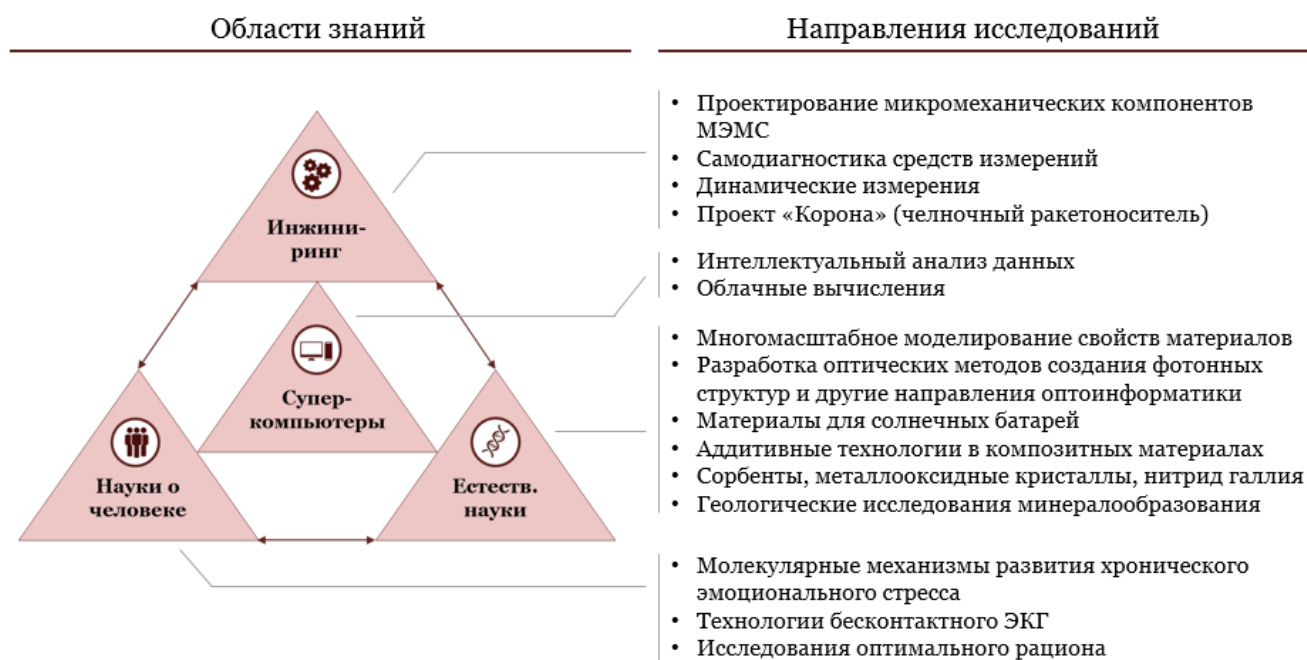 Области знаний
Направления исследований
Инжини-
ринг
Супер-
компьютеры
Науки о
человеке
Естеств.
науки
• Проектирование микромеханических компонентов
МЭМС
• Самодиагностика средств измерений
• Динамические измерения
• Проект «Корона» (челночный ракетоноситель)
• Интеллектуальный анализ данных
• Облачные вычисления
• Многомасштабное моделирование свойств материалов
• Разработка оптических методов создания фотонных
структур и другие направления оптоинформатики
• Материалы для солнечных батарей
• Аддитивные технологии в композитных материалах
• Сорбенты, металлооксидные кристаллы, нитрид галлия
• Геологические исследования минералообразования
• Молекулярные механизмы развития хронического
эмоционального стресса
• Технологии бесконтактного ЭКГ
• Исследования оптимального рациона